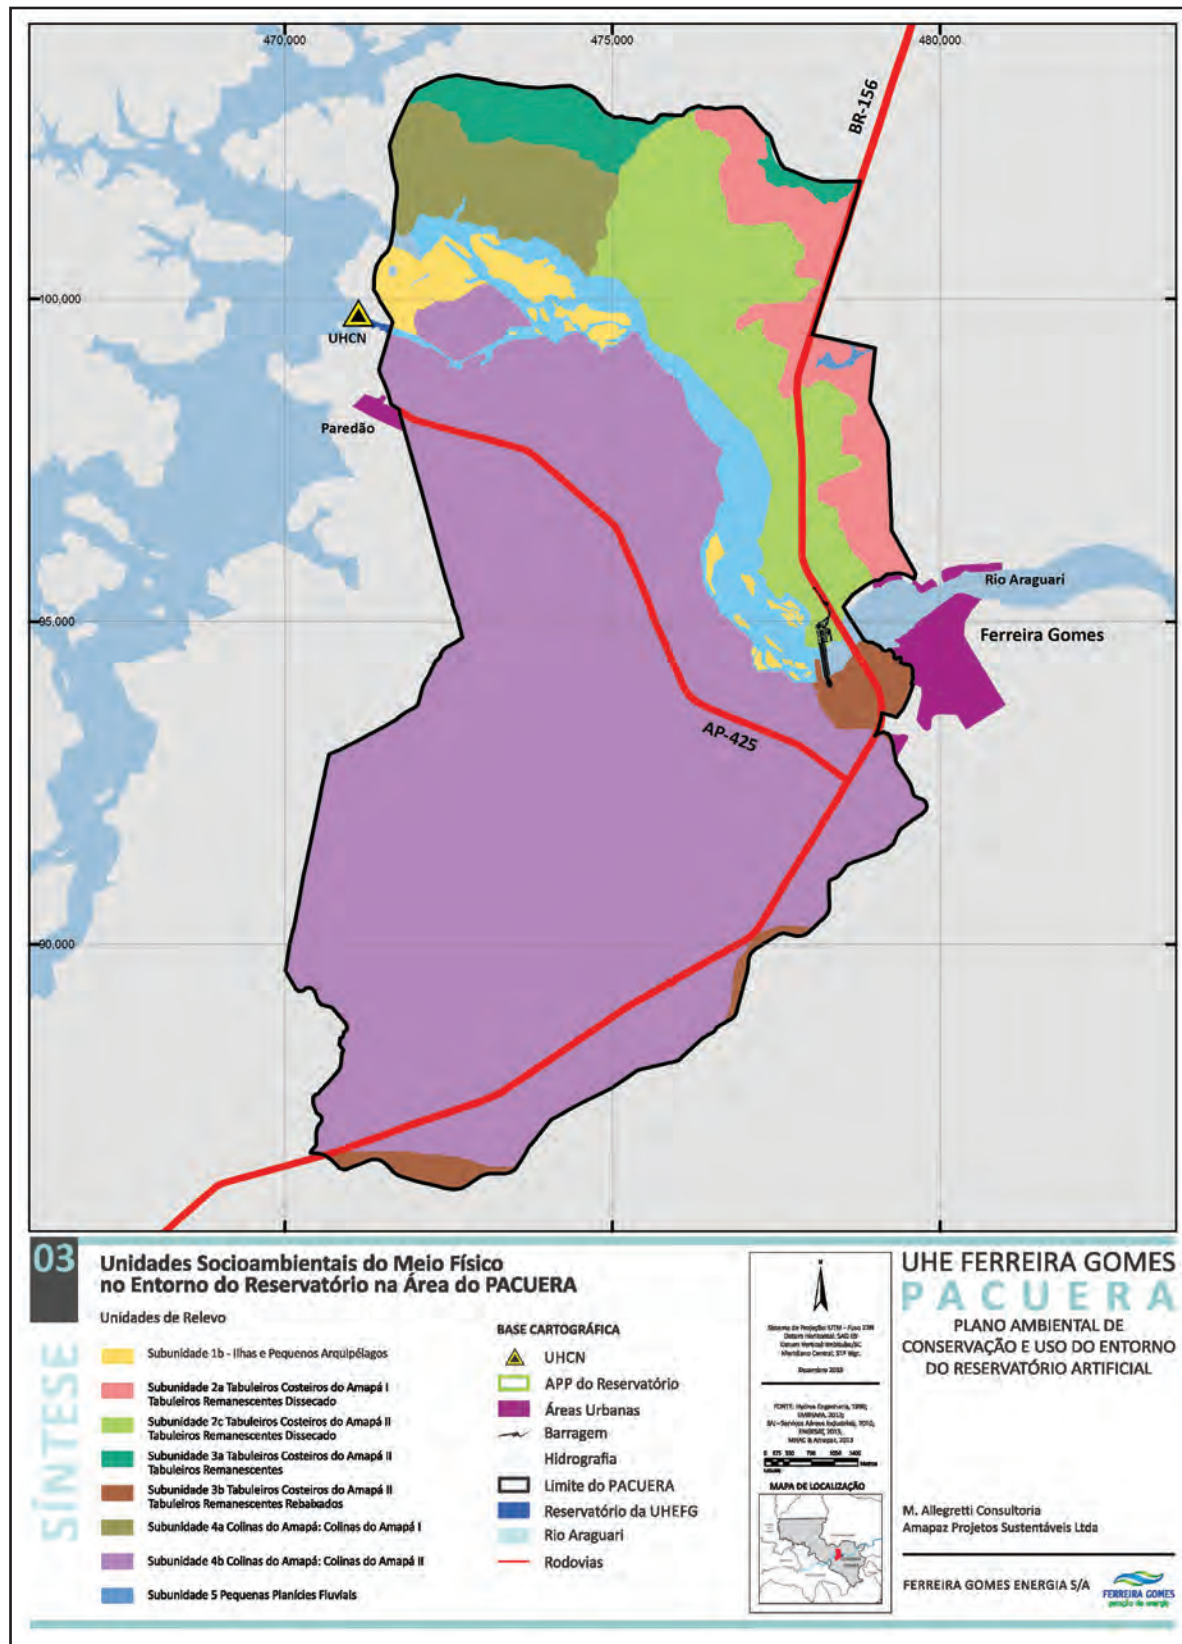 470,000
475,000
480,000
BR-156
100,000
UHCN
Paredão
Rio Araguari
95,000
Ferreira Gomes
AP-425
90,000
03
SÍNTESE
Unidades Socioambientais do Meio Físico
no Entorno do Reservatório na Área do PACUERA
Unidades de Relevo
Subunidade 1b - Ilhas e Pequenos Arquipélagos
Subunidade 2a Tabuleiros Costeiros do Amapá I
Tabuleiros Remanescentes Dissecado
Subunidade 2c Tabuleiros Costeiros do Amapá II
Tabuleiros Remanescentes Dissecado
Subunidade 3a Tabuleiros Costeiros do Amapá II
Tabuleiros Remanescentes
Subunidade 3b Tabuleiros Costeiros do Amapá II
Tabuleiros Remanescentes Rebaixados
Subunidade 4a Colinas do Amapá: Colinas do Amapá I
Subunidade 4b Colinas do Amapá: Colinas do Amapá II
Subunidade 5 Pequenas Planícies Fluviais
BASE CARTOGRÁFICA
UHCN
APP do Reservatório
Áreas Urbanas
Barragem
Hidrografia
Limite do PACUERA
Reservatório da UHEFG
Rio Araguari
Rodovias
Dezembro 2013
MAPA DE LOCALIZAÇÃO
UHE FERREIRA GOMES
PACUERA
PLANO AMBIENTAL DE
CONSERVAÇÃO E USO DO ENTORNO
DO RESERVATÓRIO ARTIFICIAL
M. Allegretti Consultoria
Amapaz Projetos Sustentáveis Ltda
FERREIRA GOMES ENERGIA S/A
FERREIRA GOMES
geração de energia